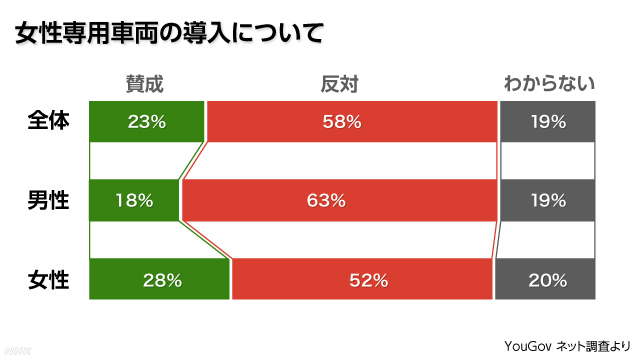 女性専用車両の導入について
賛成 反対 わからない
全体 23% 58% 19%
男性 18% 63% 19%
女性 28% 52% 20%
NHK YouGov ネット調査より